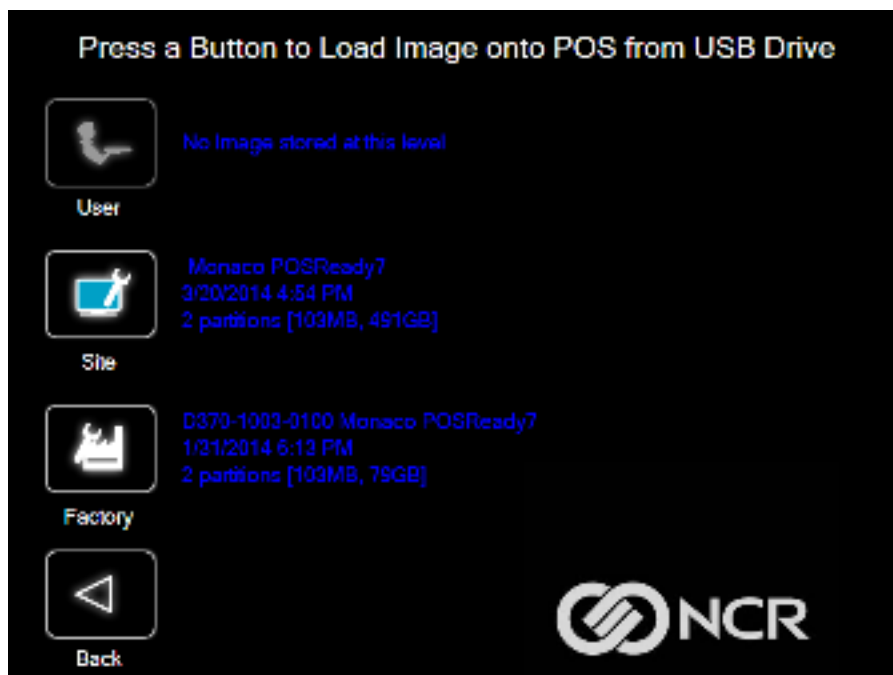 Press a Button to Load Image onto POS from USB Drive
No Image stored at this level
User
Monaco POSReady7
3/20/2014 4:54 PM
2 partitions [103MB, 491GB]
Site
D370-1003-0100 Monaco POSReady7
1/31/2014 6:13 PM
2 partitions [103MB, 79GB]
Factory
Back
NCR